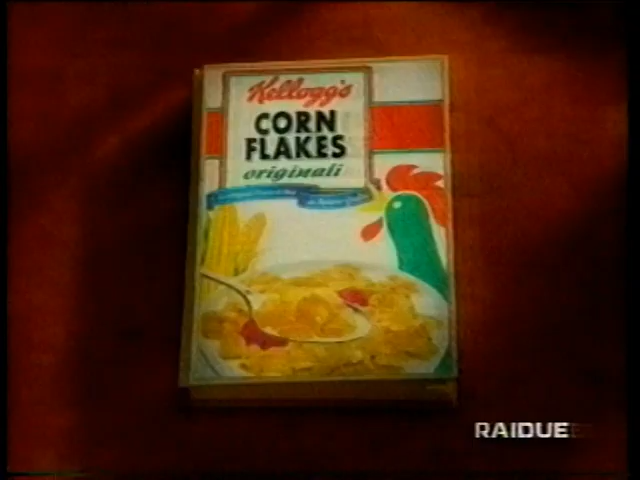 Kellogg's
CORN
FLAKES
originali
RAIDUE